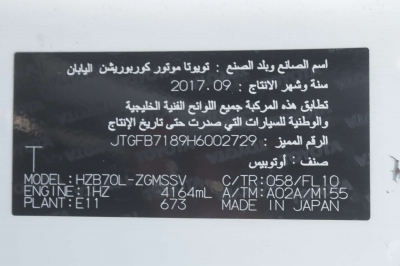 اسم الصانع وبلد الصنع : تويوتا موتور كوربوريشن اليابان
سنة وشهر الانتاج : 2017.09
تطابق هذه المركبة جميع اللوائح الفنية الخليجية
والوطنية للسيارات التي صدرت حتى تاريخ الإنتاج
الرقم المميز : JTGFB7189H6002729
صنف: أوتوبيس
MODEL:HZB70L-ZGMSSV C/TR:058/FL10
ENGINE:1HZ 4164mL A/TM:A02A/M155
PLANT:E11 673 MADE IN JAPAN